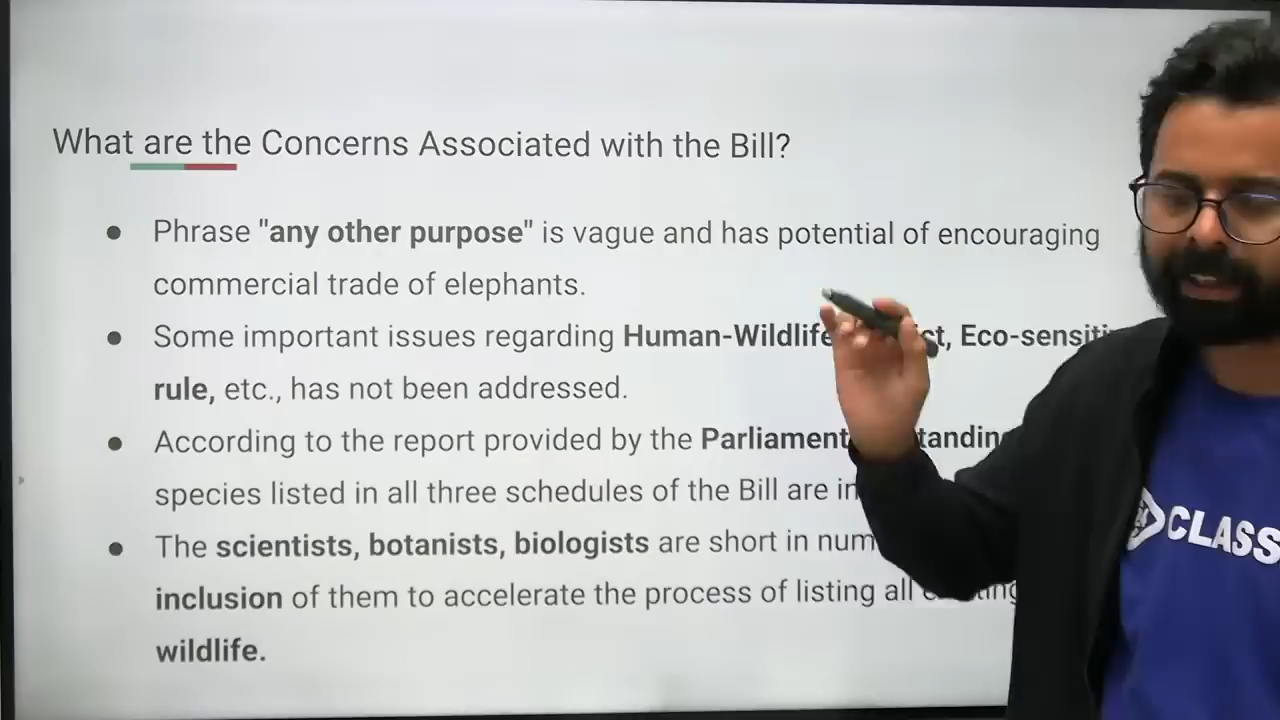 What are the Concerns Associated with the Bill?
Phrase "any other purpose" is vague and has potential of encouraging
commercial trade of elephants.
Some important issues regarding Human-Wildlife
rule, etc., has not been addressed.
According to the report provided by the
species listed in all three schedules of the Bill are
The scientists, botanists, biologists are short in
inclusion of them to accelerate the process of listing all
wildlife.
CLASS